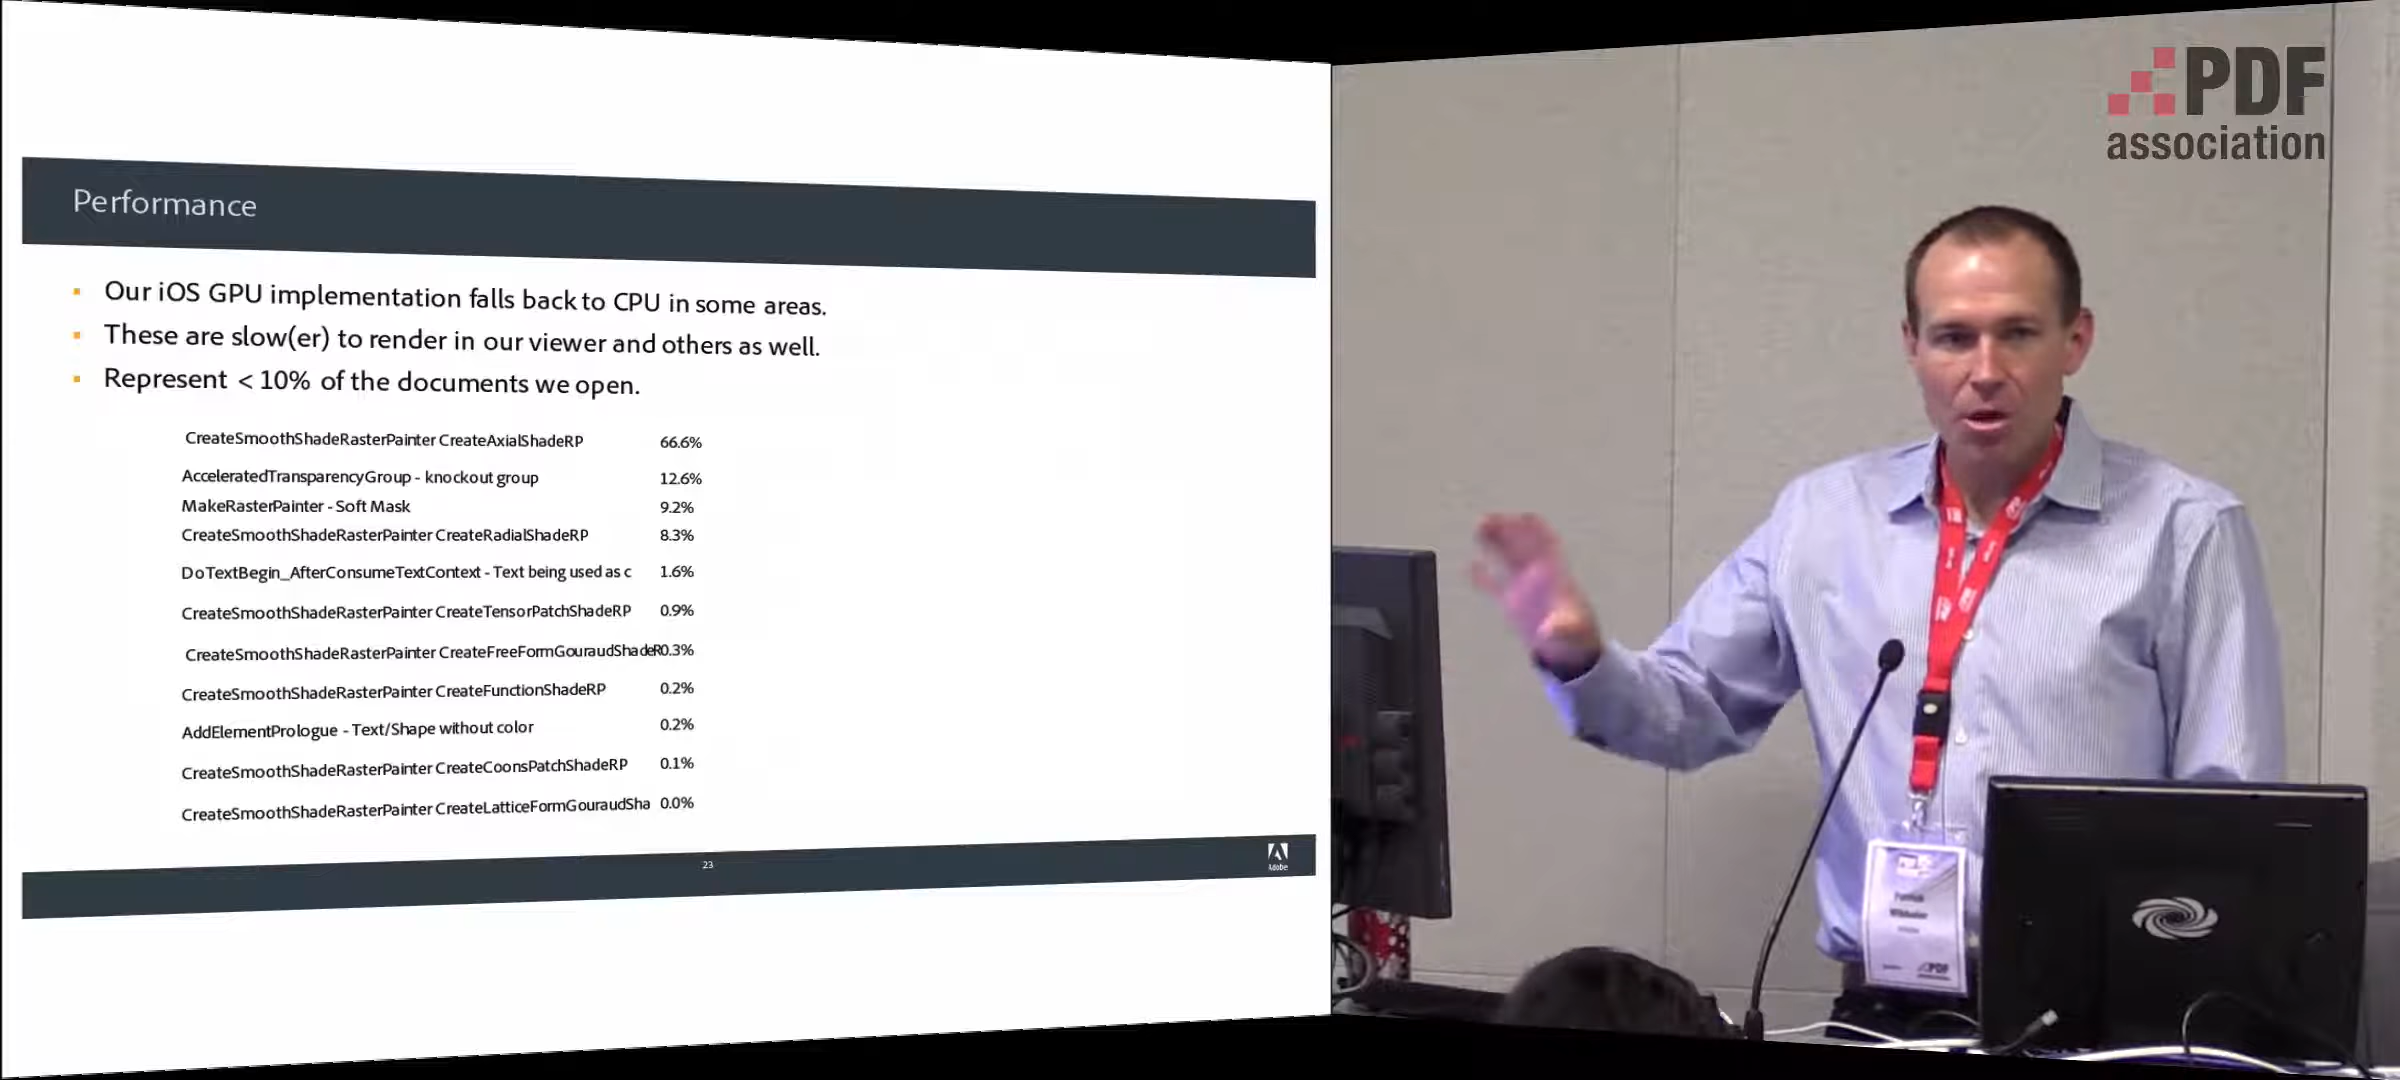 Performance
Our iOS GPU implementation falls back to CPU in some areas.
These are slow(er) to render in our viewer and others as well.
Represent < 10% of the documents we open.
CreateSmoothShadeRasterPainter CreateAxialShadeRP 66.6%
AcceleratedTransparencyGroup - knockout group 12.6%
MakeRasterPainter - Soft Mask 9.2%
CreateSmoothShadeRasterPainter CreateRadialShadeRP 8.3%
DoTextBegin_AfterConsumeTextContext - Text being used as c 1.6%
CreateSmoothShadeRasterPainter CreateTensorPatchShadeRP 0.9%
CreateSmoothShadeRasterPainter CreateFreeFormGouraudShadeR 0.3%
CreateSmoothShadeRasterPainter CreateFunctionShadeRP 0.2%
AddElementPrologue - Text/Shape without color 0.2%
CreateSmoothShadeRasterPainter CreateCoonsPatchShadeRP 0.1%
CreateSmoothShadeRasterPainter CreateLatticeFormGouraudSha 0.0%
23
Adobe
PDF
association
PDF